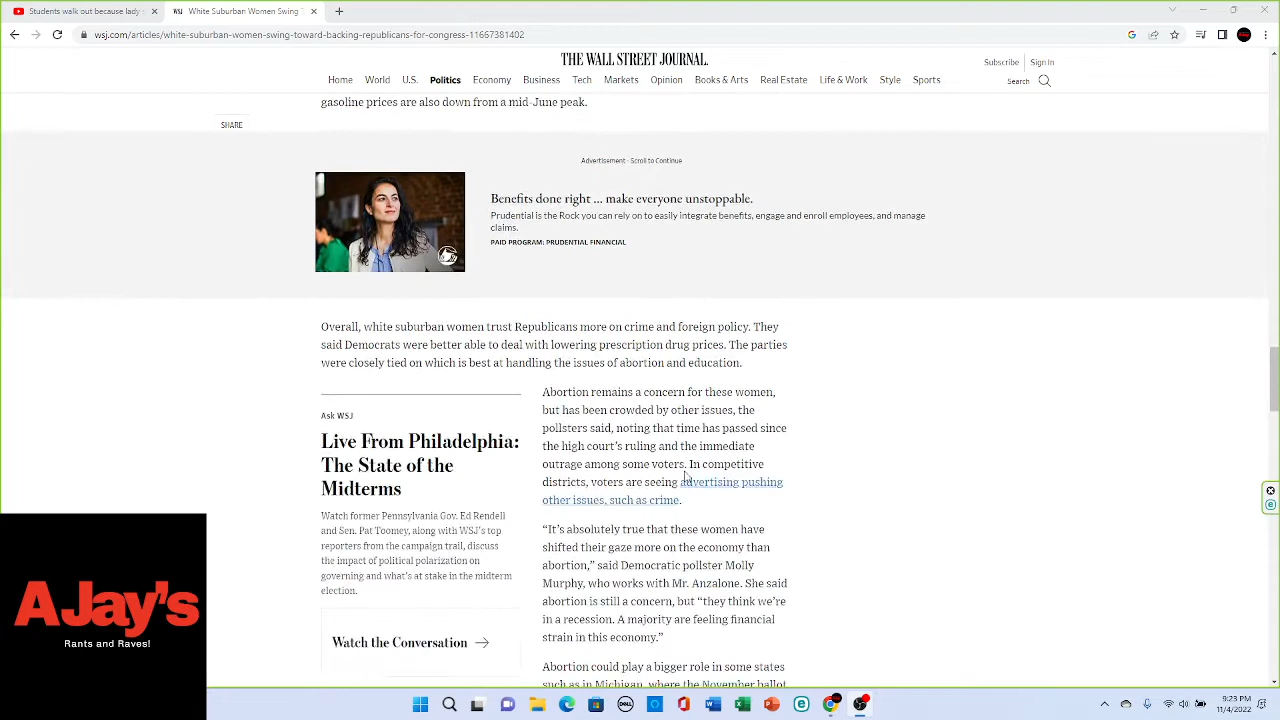 Students walk out because lady s
WSJ White Suburban Women Swing T
wsj.com/articles/white-suburban-women-swing-toward-backing-republicans-for-congress-11667381402
THE WALL STREET JOURNAL.
Subscribe Sign In
Home World U.S. Politics Economy Business Tech Markets Opinion Books & Arts Real Estate Life & Work Style Sports
Search
gasoline prices are also down from a mid-June peak.
SHARE
Advertisement - Scroll to Continue
Benefits done right ... make everyone unstoppable.
Prudential is the Rock you can rely on to easily integrate benefits, engage and enroll employees, and manage
claims.
PAID PROGRAM: PRUDENTIAL FINANCIAL
Overall, white suburban women trust Republicans more on crime and foreign policy. They
said Democrats were better able to deal with lowering prescription drug prices. The parties
were closely tied on which is best at handling the issues of abortion and education.
Ask WSJ
Live From Philadelphia:
The State of the
Midterms
Watch former Pennsylvania Gov. Ed Rendell
and Sen. Pat Toomey, along with WSJ's top
reporters from the campaign trail, discuss
the impact of political polarization on
governing and what's at stake in the midterm
election.
Watch the Conversation
Abortion remains a concern for these women,
but has been crowded by other issues, the
pollsters said, noting that time has passed since
the high court's ruling and the immediate
outrage among some voters. In competitive
districts, voters are seeing advertising pushing
other issues, such as crime.
“It's absolutely true that these women have
shifted their gaze more on the economy than
abortion,” said Democratic pollster Molly
Murphy, who works with Mr. Anzalone. She said
abortion is still a concern, but “they think we're
in a recession. A majority are feeling financial
strain in this economy.”
Abortion could play a bigger role in some states
such as in Michigan, where the November ballot
AJay's
Rants and Raves!
9:23 PM
11/4/2022